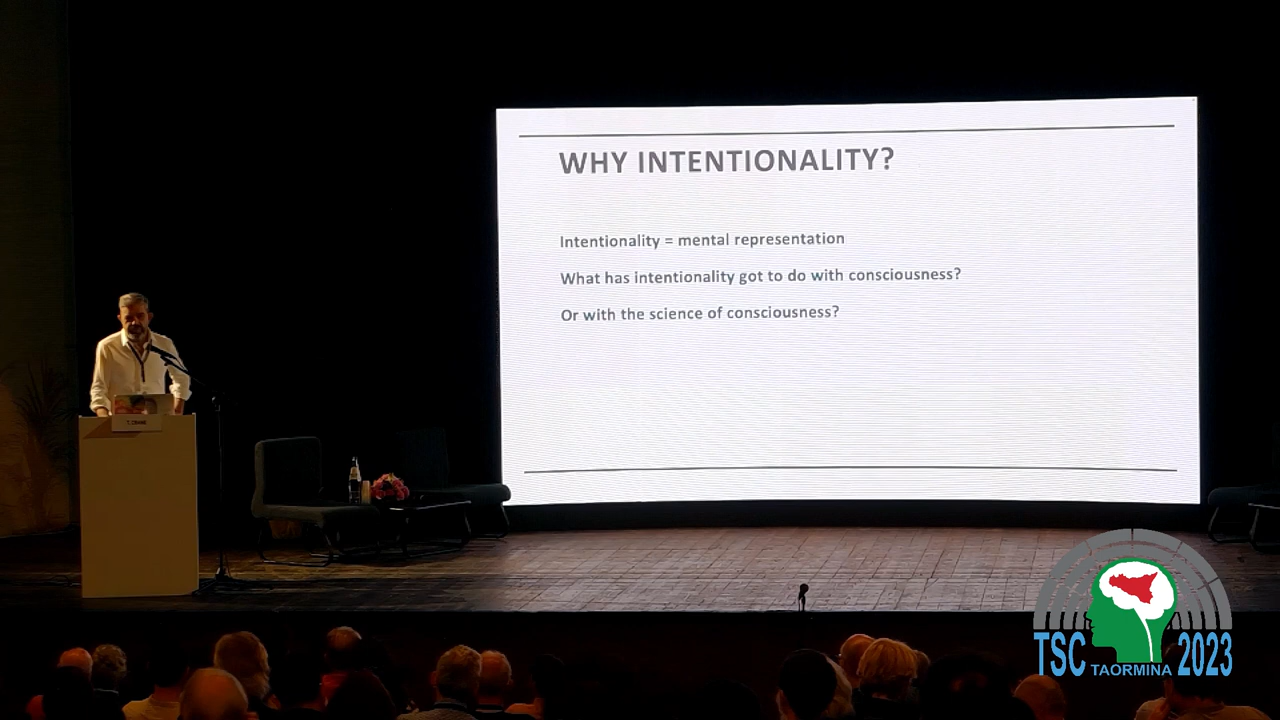 WHY INTENTIONALITY?
Intentionality = mental representation
What has intentionality got to do with consciousness?
Or with the science of consciousness?
T. CRANE
TSC TAORMINA 2023